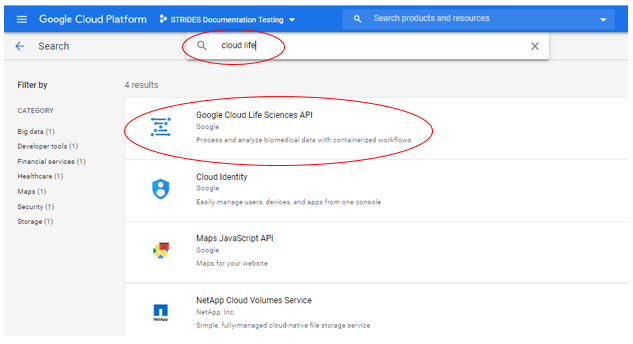 Google Cloud Platform STRIDES Documentation Testing Search products and resources
Search cloud life
Filter by
CATEGORY
Big data (1)
Developer tools (1)
Financial services (1)
Healthcare (1)
Maps (1)
Security (1)
Storage (1)
4 results
Google Cloud Life Sciences API
Google
Process and analyze biomedical data with containerized workflows
Cloud Identity
Google
Easily manage users, devices, and apps from one console
Maps JavaScript API
Google
Maps for your website
NetApp
NetApp Cloud Volumes Service
NetApp, Inc.
Simple, fully-managed cloud-native file storage service